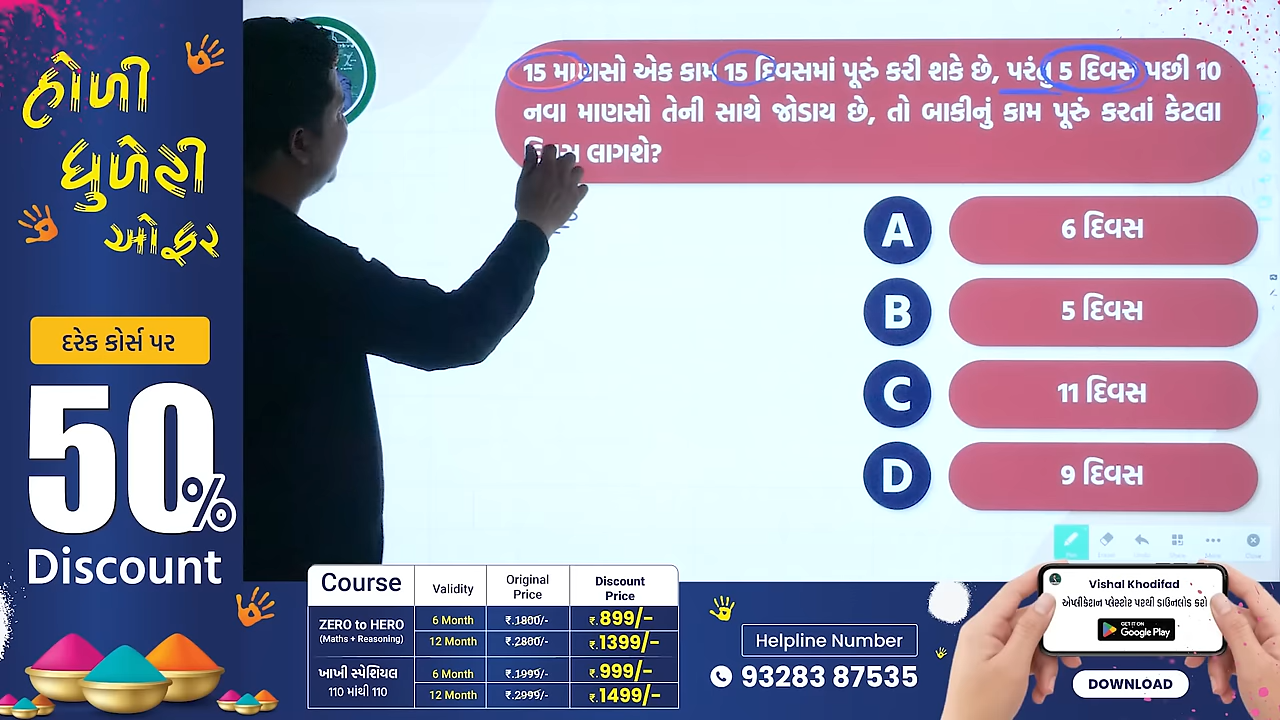 હોળી
ધુળેટી
ઓફર
દરેક કોર્સ પર
50%
Discount
15 માણસો એક કામ 15 દિવસમાં પૂરું કરી શકે છે, પરંતુ 5 દિવસ પછી 10
નવા માણસો તેની સાથે જોડાય છે, તો બાકીનું કામ પૂરું કરતાં કેટલા
દિવસ લાગશે?
A 6 દિવસ
B 5 દિવસ
C 11 દિવસ
D 9 દિવસ
Course Validity Original Price Discount Price
ZERO to HERO (Maths + Reasoning) 6 Month ₹.1800/- ₹.899/-
12 Month ₹.2800/- ₹.1399/-
ખાખી સ્પેશિયલ 110 માંથી 110 6 Month ₹.1999/- ₹.999/-
12 Month ₹.2999/- ₹.1499/-
Helpline Number
93283 87535
Vishal Khodifad
એપ્લીકેશન પ્લેસ્ટોર પરથી ડાઉનલોડ કરો
GET IT ON
Google Play
DOWNLOAD